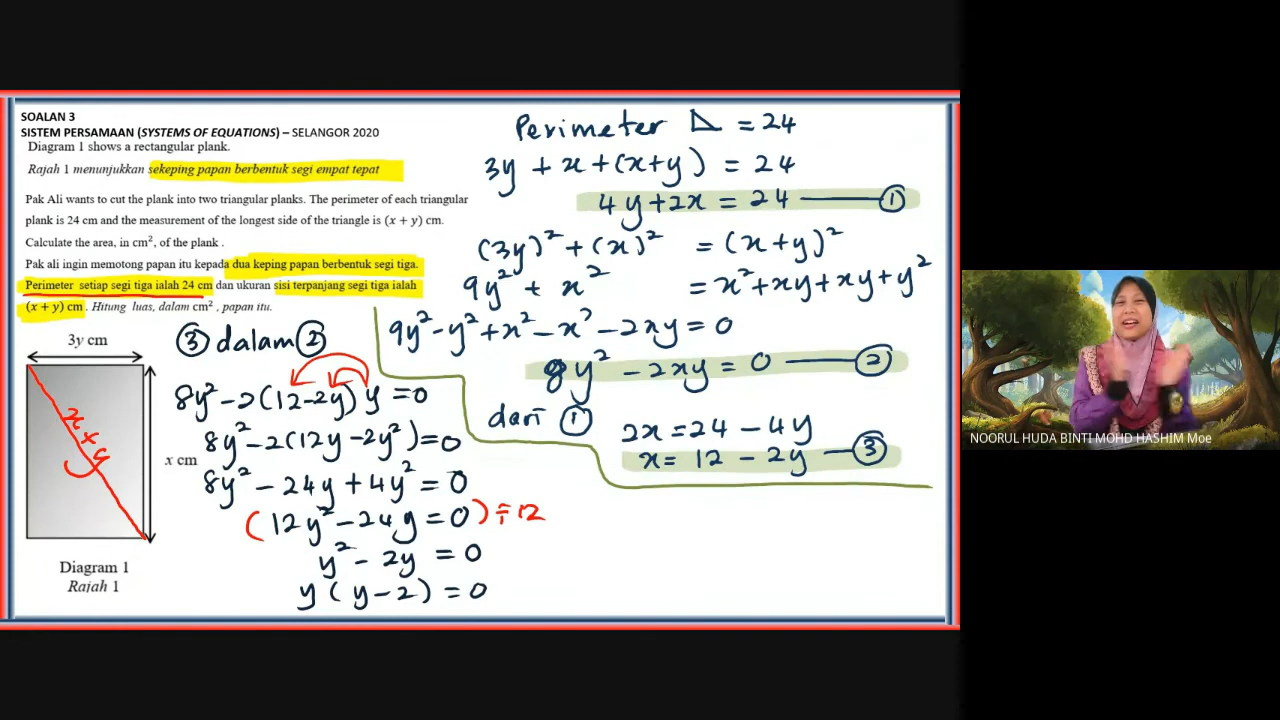 SOALAN 3
SISTEM PERSAMAAN (SYSTEMS OF EQUATIONS) – SELANGOR 2020
Diagram 1 shows a rectangular plank.
Rajah 1 menunjukkan sekeping papan berbentuk segi empat tepat
Pak Ali wants to cut the plank into two triangular planks. The perimeter of each triangular
plank is 24 cm and the measurement of the longest side of the triangle is (x + y) cm.
Calculate the area, in cm², of the plank .
Pak ali ingin memotong papan itu kepada dua keping papan berbentuk segi tiga.
Perimeter setiap segi tiga ialah 24 cm dan ukuran sisi terpanjang segi tiga ialah
(x + y) cm . Hitung luas, dalam cm² , papan itu.
3y cm
x cm
x+y
Diagram 1
Rajah 1
Perimeter ◺ = 24
3y + x + (x+y) = 24
4y+2x = 24 — ①
(3y)² + (x)² = (x+y)²
9y² + x² = x²+xy+xy+y²
9y²-y²+x²-x²-2xy=0
8y² - 2xy = 0 — ②
dari ①
2x = 24 - 4y
x = 12 - 2y — ③
③ dalam ②
8y² - 2(12-2y)y = 0
8y² - 2(12y - 2y²) = 0
8y² - 24y + 4y² = 0
(12y² - 24y = 0) ÷ 12
y² - 2y = 0
y(y-2) = 0
NOORUL HUDA BINTI MOHD HASHIM Moe